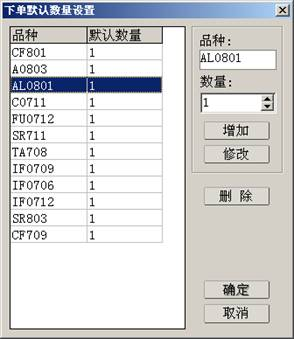 下单默认数量设置
品种 默认数量
CF801 1
A0803 1
AL0801 1
C0711 1
FU0712 1
SR711 1
TA708 1
IF0709 1
IF0706 1
IF0712 1
SR803 1
CF709 1
品种:
AL0801
数量:
1
增加
修改
删 除
确定
取消